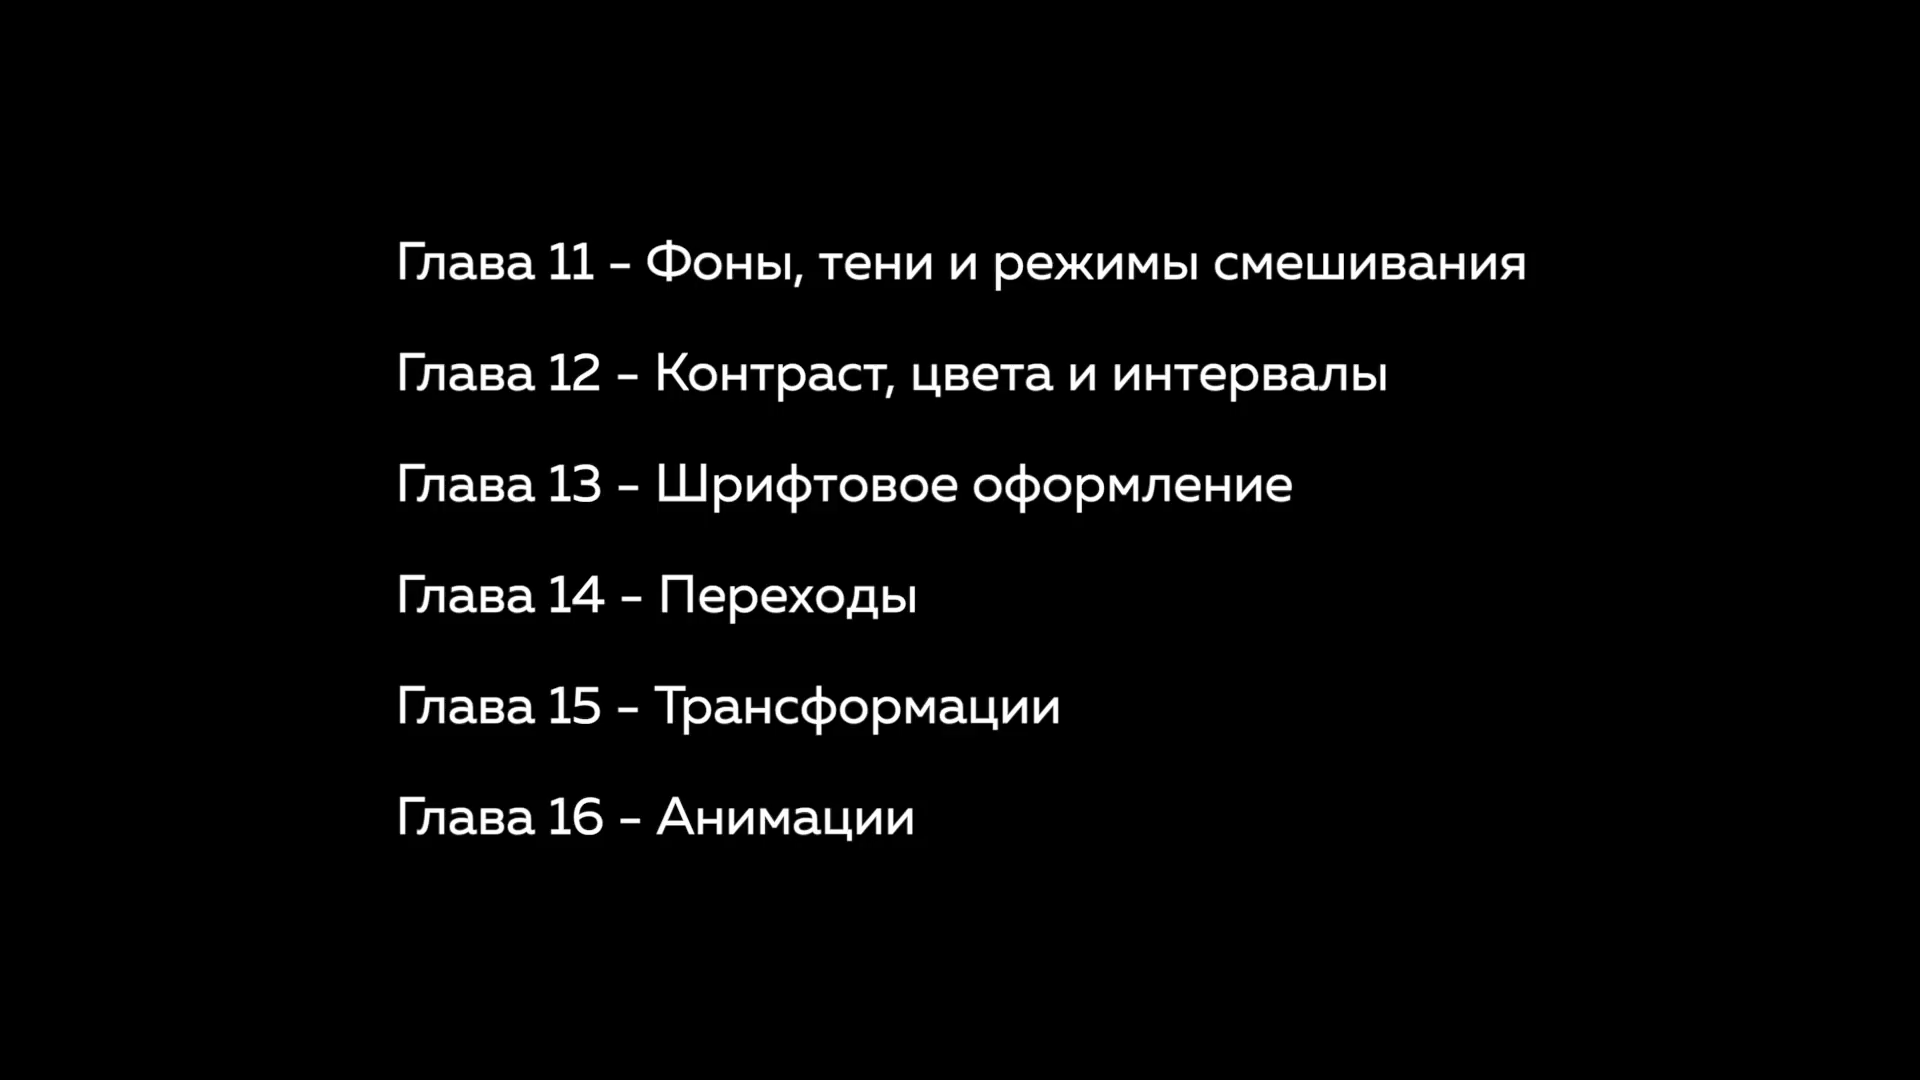 Глава 11 - Фоны, тени и режимы смешивания
Глава 12 - Контраст, цвета и интервалы
Глава 13 - Шрифтовое оформление
Глава 14 - Переходы
Глава 15 - Трансформации
Глава 16 - Анимации